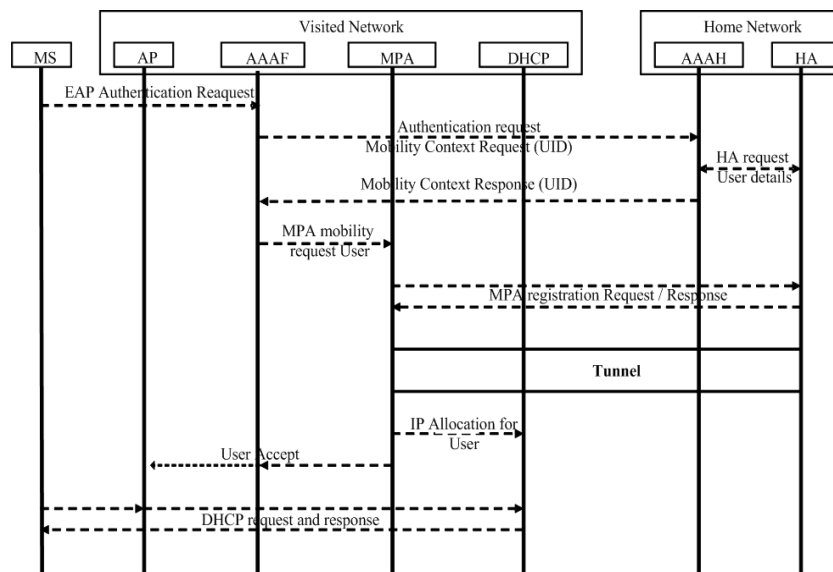 Visited Network
Home Network
MS
AP
AAAF
MPA
DHCP
AAAH
HA
EAP Authentication Reaquest
Authentication request
Mobility Context Request (UID)
HA request
User details
Mobility Context Response (UID)
MPA mobility
request User
MPA registration Request / Response
Tunnel
IP Allocation for
User
User Accept
DHCP request and response